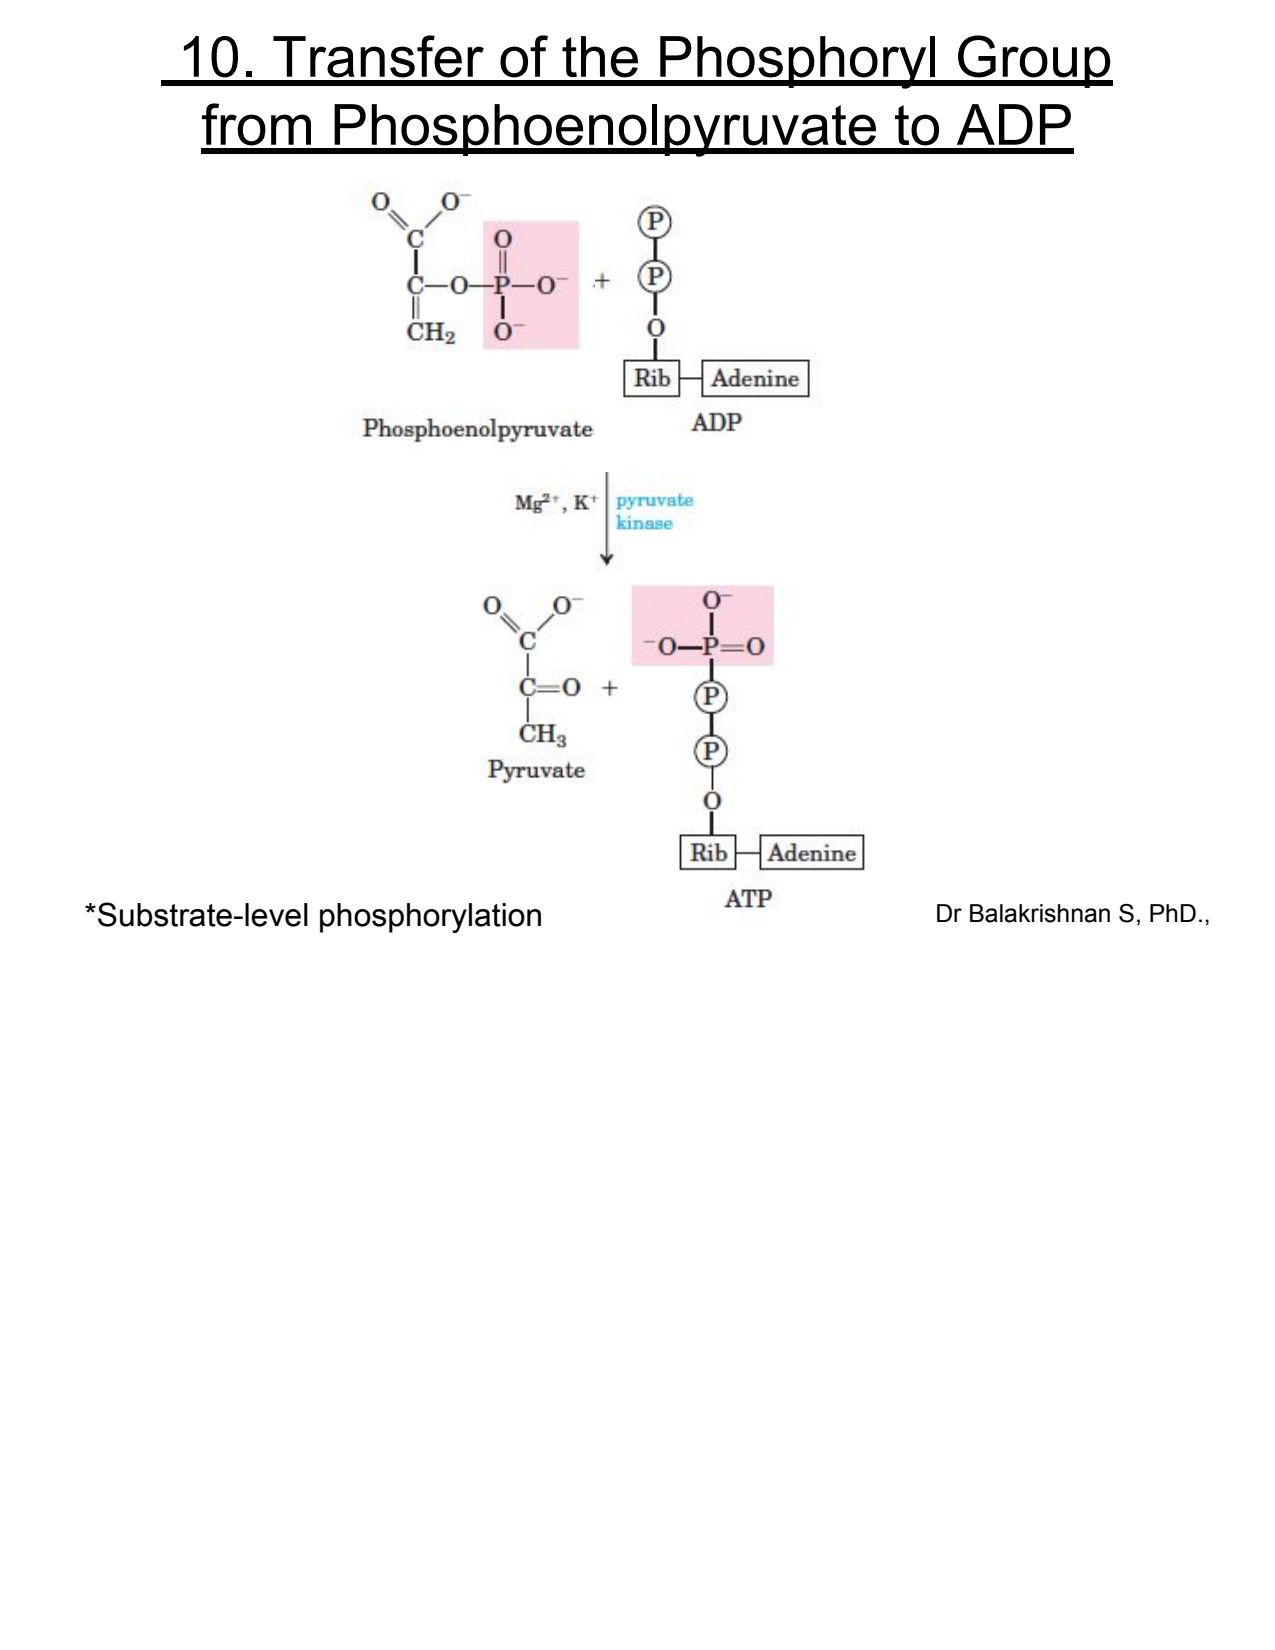 10. Transfer of the Phosphoryl Group
from Phosphoenolpyruvate to ADP
O O⁻
C O
C—O—P—O⁻ +
CH₂ O⁻
P
P
O
Rib Adenine
Phosphoenolpyruvate
ADP
Mg²⁺, K⁺ pyruvate
kinase
O O⁻
C
C=O +
CH₃
Pyruvate
O⁻
⁻O—P=O
P
P
O
Rib Adenine
ATP
*Substrate-level phosphorylation
Dr Balakrishnan S, PhD.,